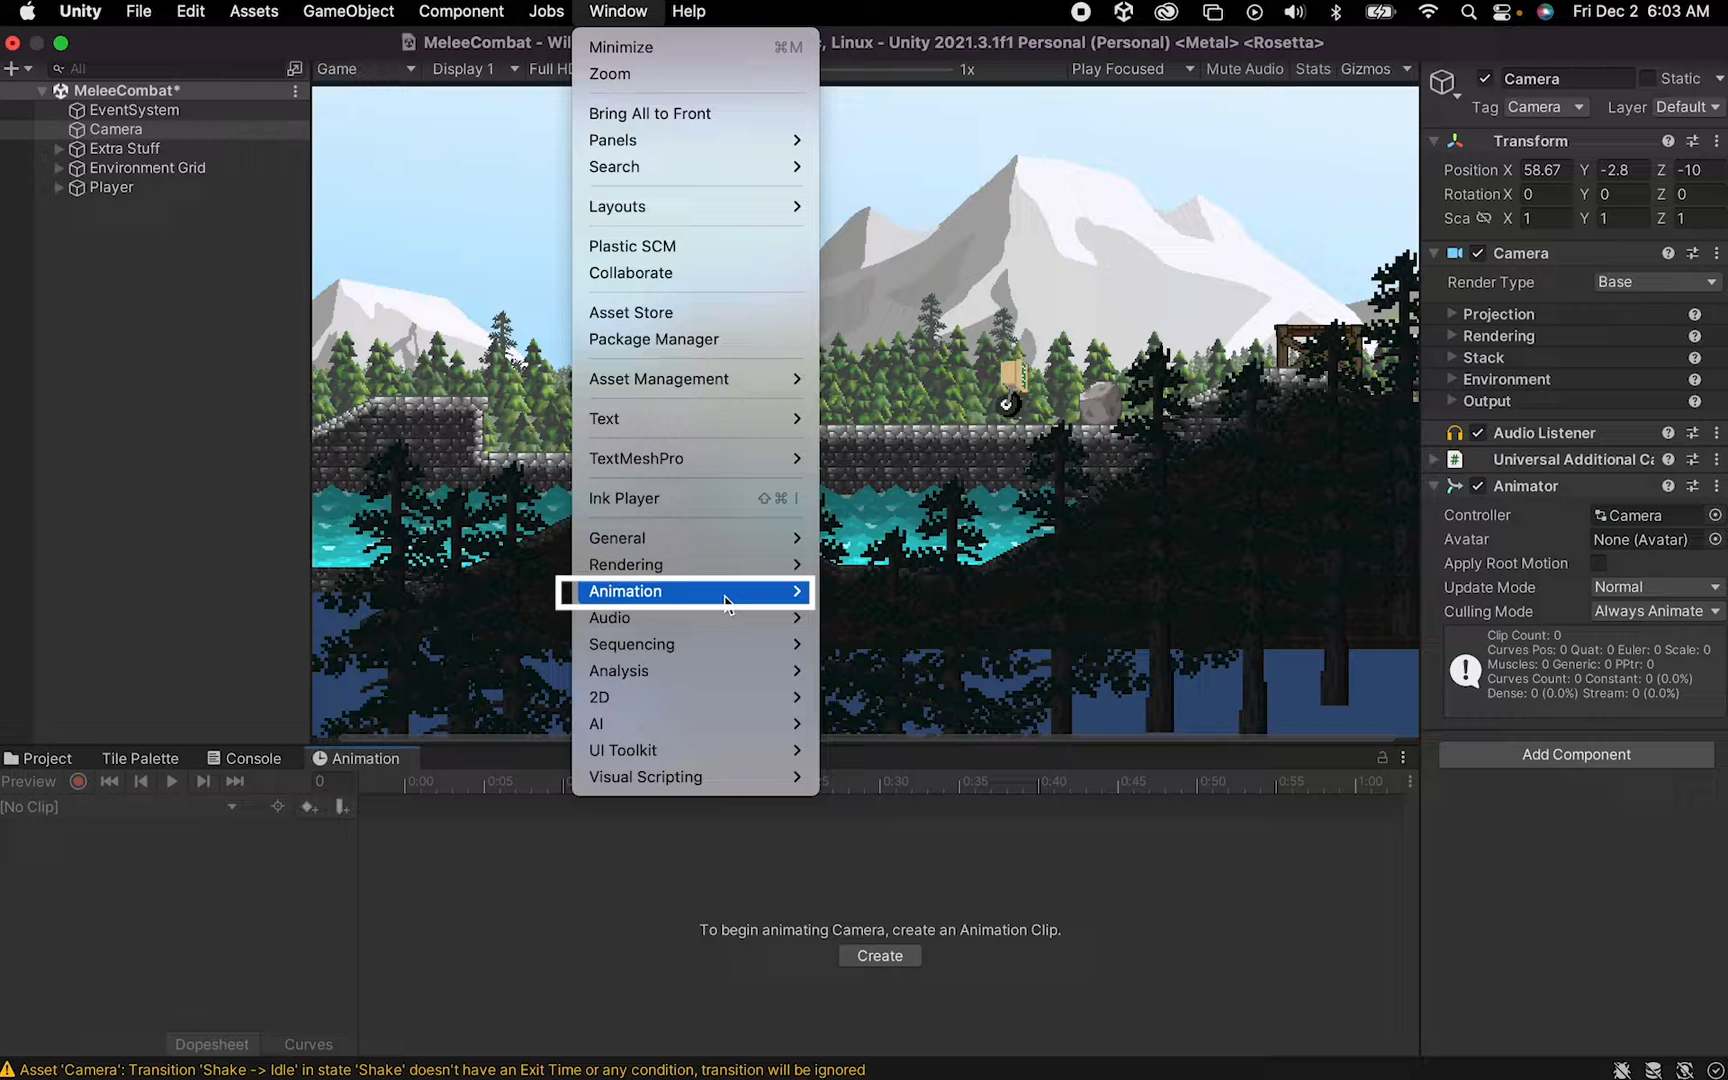 Unity File Edit Assets GameObject Component Jobs Window Help Fri Dec 2 6:03 AM
MeleeCombat - Wil , Linux - Unity 2021.3.1f1 Personal (Personal) <Metal> <Rosetta>
All
Game Display 1 Full HD 1x Play Focused Mute Audio Stats Gizmos
MeleeCombat*
EventSystem
Camera
Extra Stuff
Environment Grid
Player
Minimize ⌘M
Zoom
Bring All to Front
Panels
Search
Layouts
Plastic SCM
Collaborate
Asset Store
Package Manager
Asset Management
Text
TextMeshPro
Ink Player ⇧⌘ I
General
Rendering
Animation
Audio
Sequencing
Analysis
2D
AI
UI Toolkit
Visual Scripting
Camera Static
Tag Camera Layer Default
Transform
Position X 58.67 Y -2.8 Z -10
Rotation X 0 Y 0 Z 0
Sca X 1 Y 1 Z 1
Camera
Render Type Base
Projection
Rendering
Stack
Environment
Output
Audio Listener
# Universal Additional Ca
Animator
Controller Camera
Avatar None (Avatar)
Apply Root Motion
Update Mode Normal
Culling Mode Always Animate
Clip Count: 0
Curves Pos: 0 Quat: 0 Euler: 0 Scale: 0
Muscles: 0 Generic: 0 PPtr: 0
Curves Count: 0 Constant: 0 (0.0%)
Dense: 0 (0.0%) Stream: 0 (0.0%)
Add Component
Project Tile Palette Console Animation
Preview 0 0:00 0:05 0:30 0:35 0:40 0:45 0:50 0:55 1:00
[No Clip]
To begin animating Camera, create an Animation Clip.
Create
Dopesheet Curves
Asset 'Camera': Transition 'Shake -> Idle' in state 'Shake' doesn't have an Exit Time or any condition, transition will be ignored